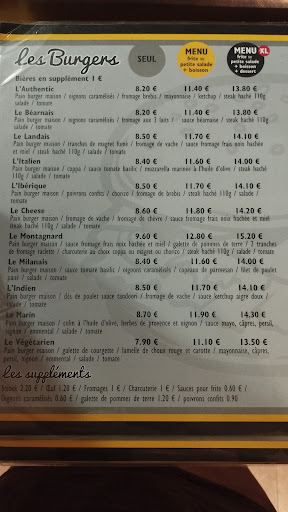 Les Burgers
Bières en supplément 1 €
SEUL
MENU
frite ou
petite salade
+ boisson
MENU XL
frite ou
petite salade
+ boisson
+ dessert
L'Authentic 8.20 € 11.40 € 13.80 €
Pain burger maison / oignons caramélisés / fromage brebis / mayonnaise / ketchup / steak haché 110g
salade / tomate
Le Béarnais 8.20 € 11.40 € 13.80 €
Pain burger maison / oignons caramélisés / fromage aux 3 laits / sauce béarnaise / steak haché 110g
salade / tomate
Le Landais 8.50 € 11.70 € 14.10 €
Pain burger maison / tranches de magret fumé / fromage de vache / sauce fromage frais noix hachées
et miel / steak haché 110g / salade / tomate
L'Italien 8.40 € 11.60 € 14.00 €
Pain burger maison / coppa / sauce tomate basilic / mozzarella marinée à l'huile d'olive / steak haché
110g / salade / tomate
L'Ibérique 8.50 € 11.70 € 14.10 €
Pain burger maison / poivrons confits / chorizo / fromage de brebis / steak haché 110g / salade /
tomate
Le Cheese 8.60 € 11.80 € 14.20 €
Pain burger maison / fromage de vache / fromage de chèvre / sauce fromage frais noix hachée et miel
steak haché 110g / salade / tomate
Le Montagnard 9.60 € 12.80 € 15.20 €
Pain burger maison / sauce fromage frais noix hachée et miel / galette de pommes de terre / 3 tranches
de fromage raclette / charcuterie au choix coppa ou magret ou chorizo / steak haché 110g / salade / tomate
Le Milanais 8.40 € 11.60 € 14.00 €
Pain burger maison / sauce tomate basilic / oignons caramélisés / copeaux de parmesan / filet de poulet
pané / salade / tomate
L'Indien 8.50 € 11.70 € 14.10 €
Pain burger maison / dés de poulet sauce tandoori / fromage de vache / sauce ketchup aigre doux /
salade / tomate
Le Marin 8.70 € 11.90 € 14.30 €
Pain burger maison / colin à l'huile d'olive, herbes de provence et oignon / sauce mayo, câpres, persil,
oignon / emmental / salade / tomate
Le Végétarien 7.90 € 11.10 € 13.50 €
Pain burger maison / galette de courgette / lamelle de choux rouge et carotte / mayonnaise, câpres,
persil, oignon / emmental / salade / tomate
Les suppléments
Steack 2.20 € / Œuf 1.20 € / Fromages 1 € / Charcuterie 1 € / Sauces pour frite 0.60 € /
Oignons caramélisés 0.60 € / galette de pommes de terre 1.20 € / poivrons confits 0.90